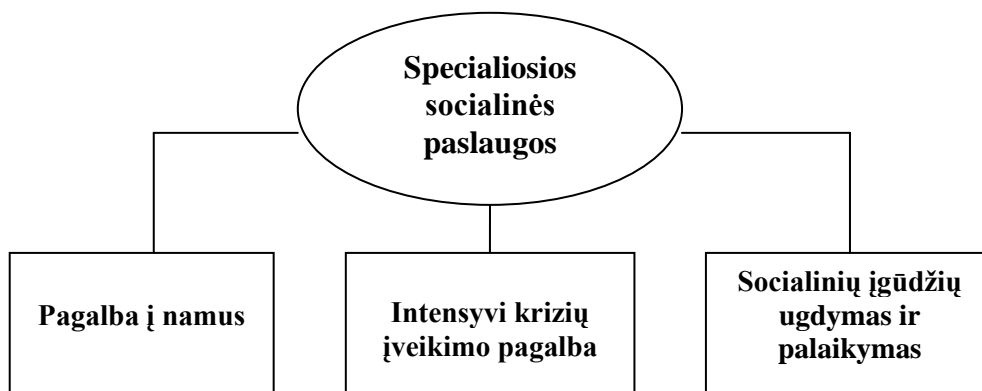 Specialiosios
socialinės
paslaugos
Pagalba į namus
Intensyvi krizių
įveikimo pagalba
Socialinių įgūdžių
ugdymas ir
palaikymas